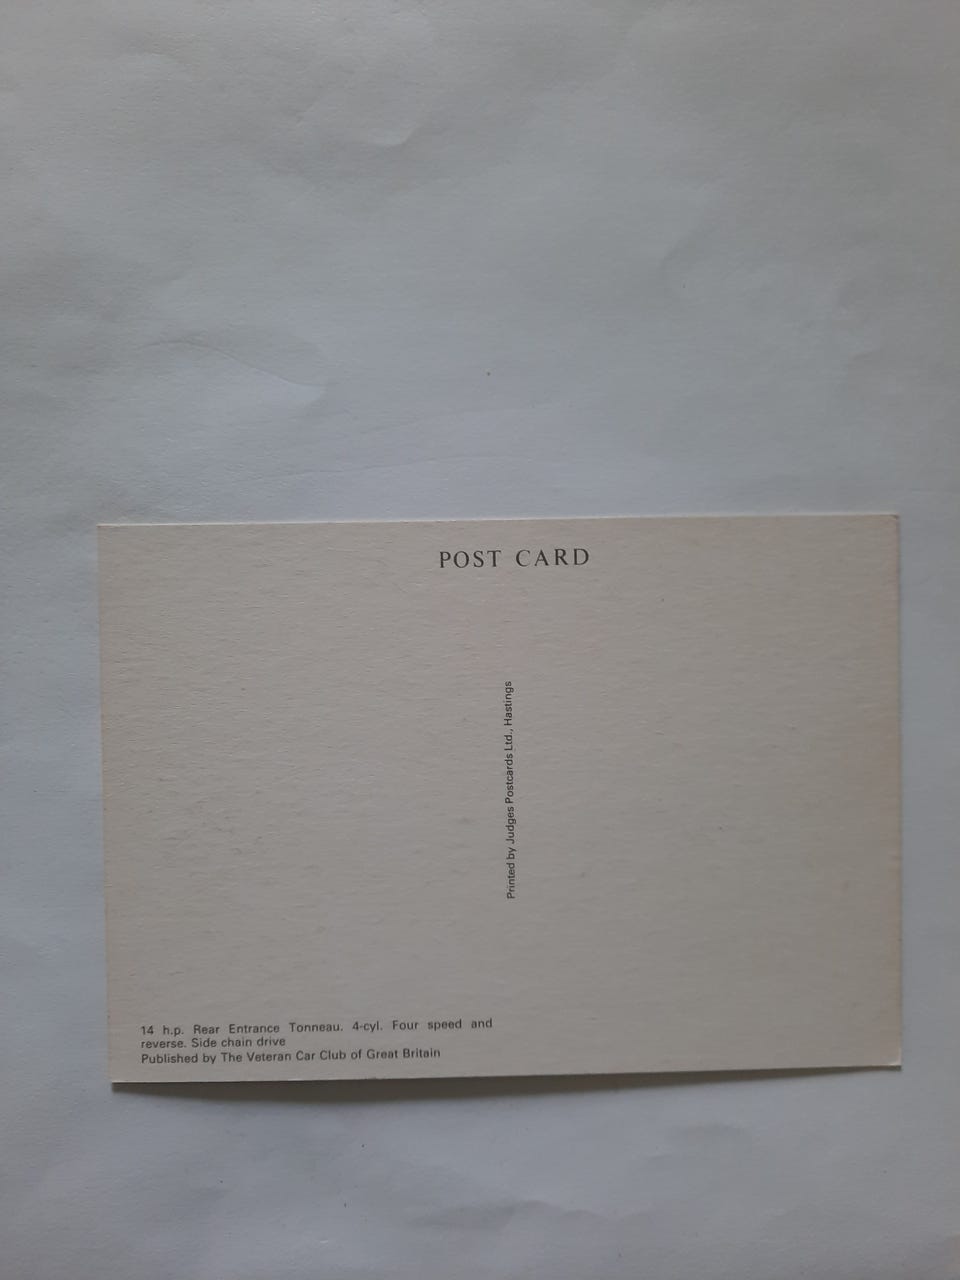 POST CARD
Printed by Judges Postcards Ltd., Hastings
14 h.p. Rear Entrance Tonneau. 4-cyl. Four speed and
reverse. Side chain drive
Published by The Veteran Car Club of Great Britain